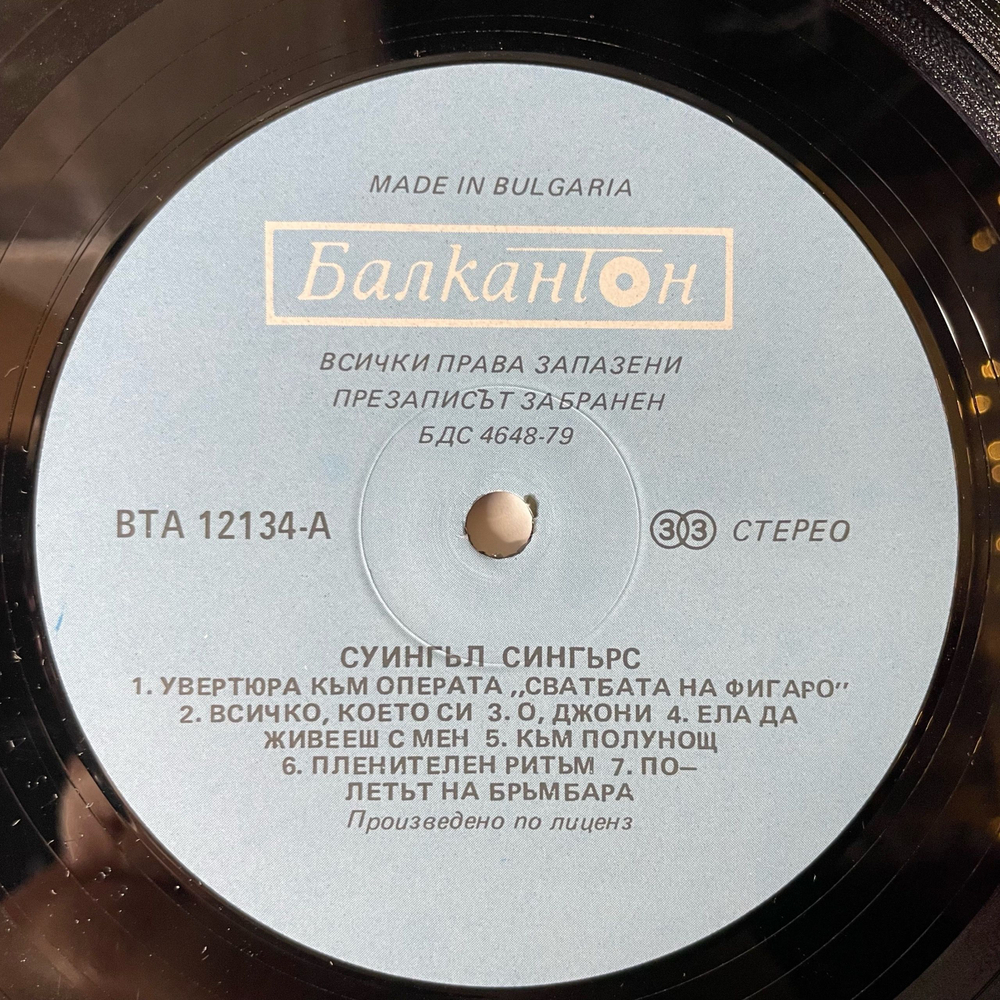 MADE IN BULGARIA
Балкантон
ВСИЧКИ ПРАВА ЗАПАЗЕНИ
ПРЕЗАПИСЪТ ЗАБРАНЕН
БДС 4648-79
ВТА 12134-А
33 СТЕРЕО
СУИНГЪЛ СИНГЪРС
1. УВЕРТЮРА КЪМ ОПЕРАТА „СВАТБАТА НА ФИГАРО”
2. ВСИЧКО, КОЕТО СИ 3. О, ДЖОНИ 4. ЕЛА ДА
ЖИВЕЕШ С МЕН 5. КЪМ ПОЛУНОЩ
6. ПЛЕНИТЕЛЕН РИТЪМ 7. ПО—
ЛЕТЪТ НА БРЪМБАРА
Произведено по лиценз